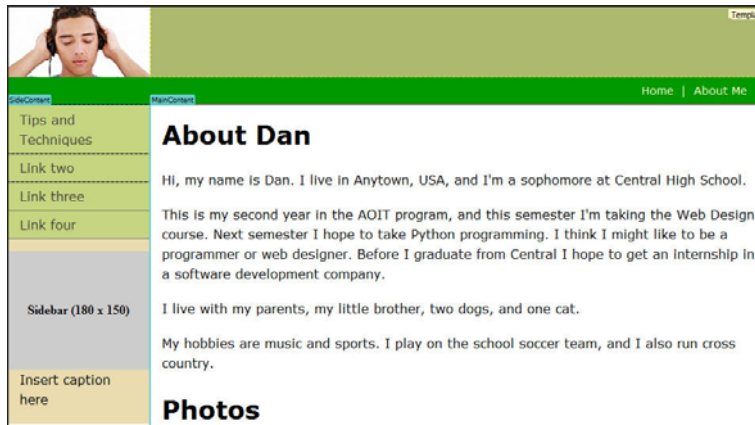 Templa
Home | About Me
SideContent
MainContent
Tips and
Techniques
Link two
Link three
Link four
Sidebar (180 x 150)
Insert caption
here
About Dan
Hi, my name is Dan. I live in Anytown, USA, and I'm a sophomore at Central High School.
This is my second year in the AOIT program, and this semester I'm taking the Web Design
course. Next semester I hope to take Python programming. I think I might like to be a
programmer or web designer. Before I graduate from Central I hope to get an internship in
a software development company.
I live with my parents, my little brother, two dogs, and one cat.
My hobbies are music and sports. I play on the school soccer team, and I also run cross
country.
Photos